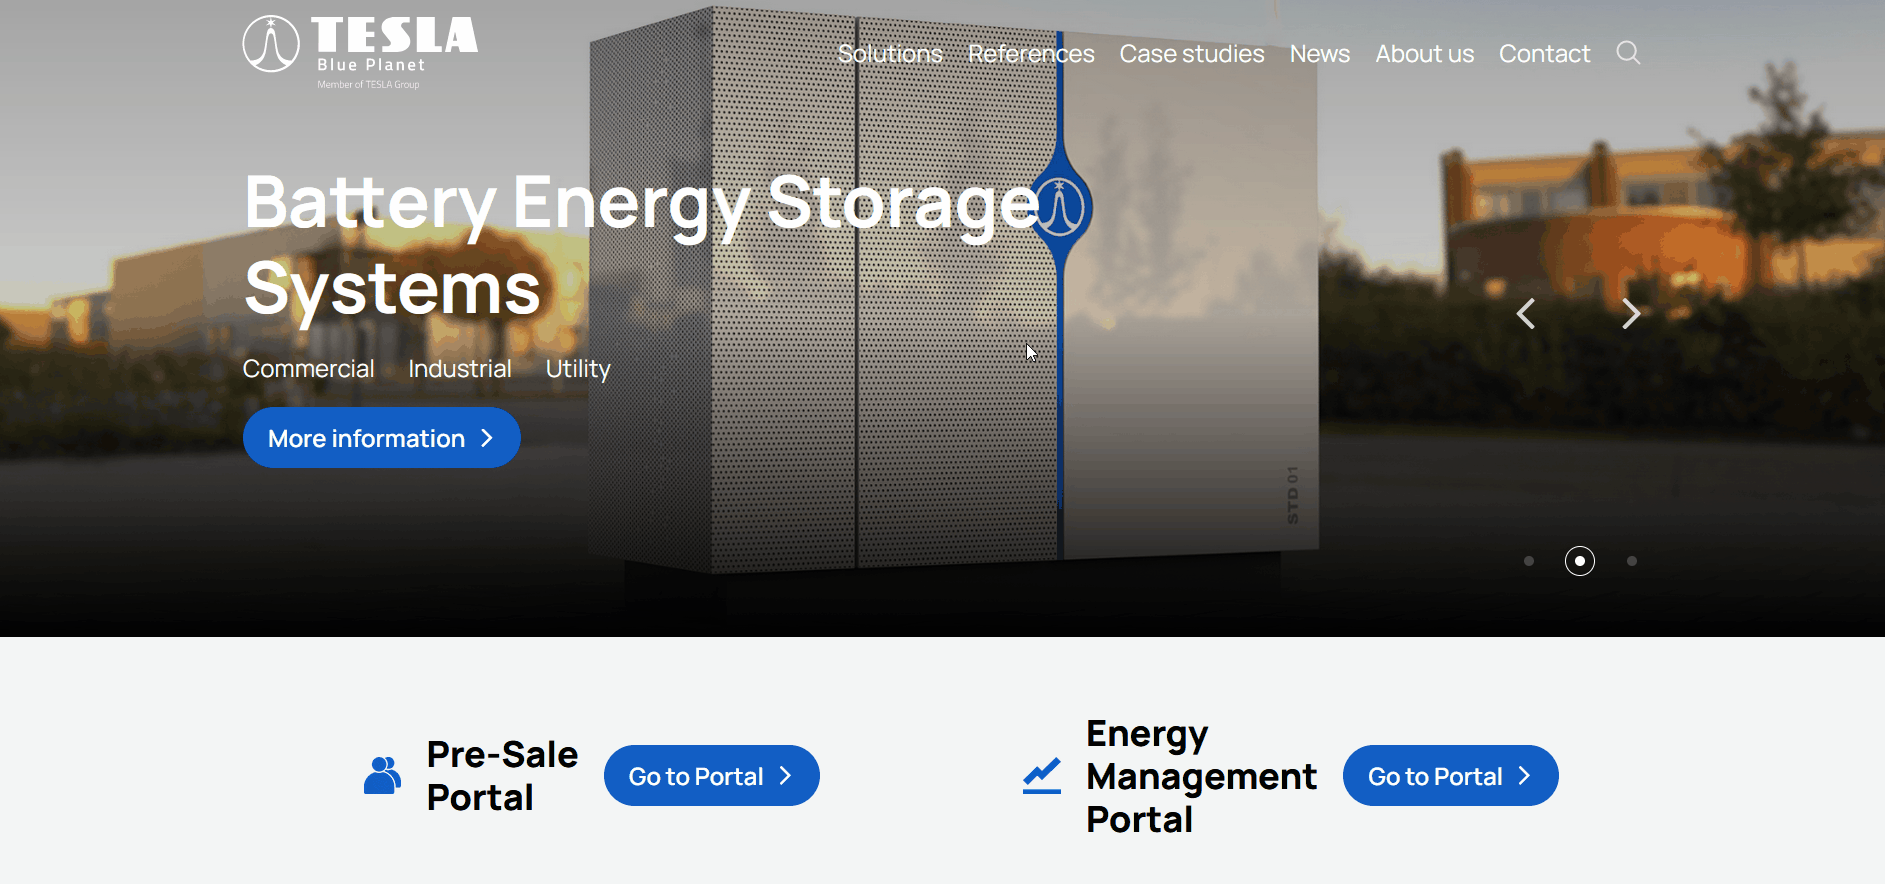 TESLA
Blue Planet
Member of TESLA Group
Solutions References Case studies News About us Contact
Battery Energy Storage
Systems
Commercial Industrial Utility
More information
STD 01
Pre-Sale
Portal
Go to Portal
Energy
Management
Portal
Go to Portal